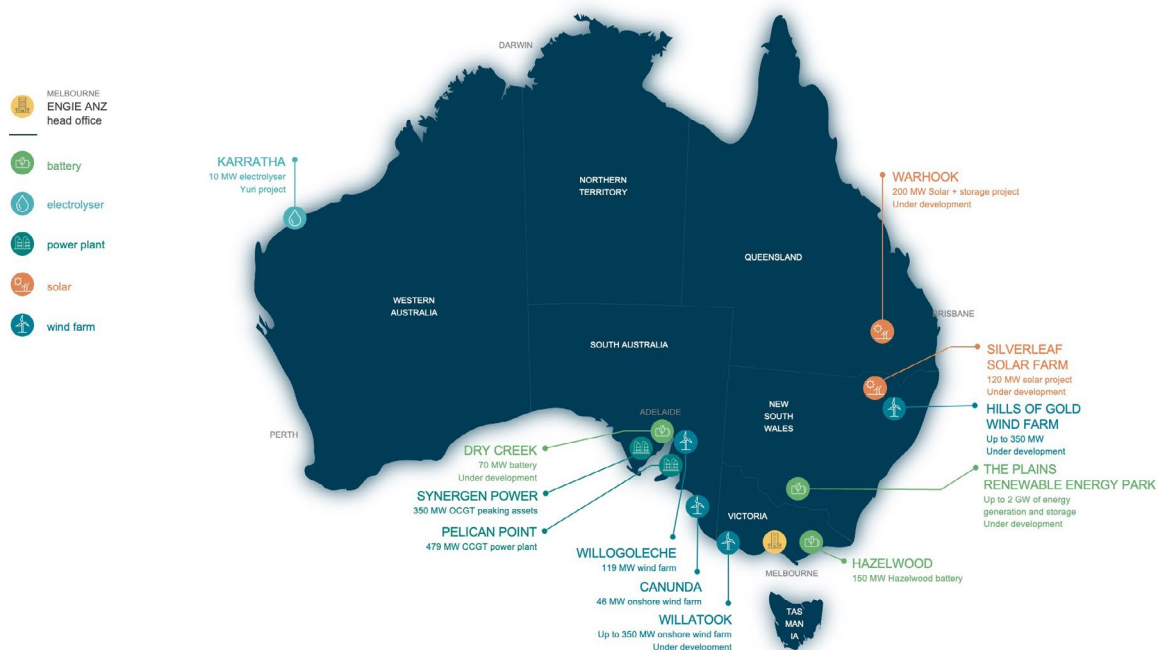 MELBOURNE
ENGIE ANZ
head office
battery
electrolyser
power plant
solar
wind farm
DARWIN
KARRATHA
10 MW electrolyser
Yuri project
NORTHERN
TERRITORY
WARHOOK
200 MW Solar + storage project
Under development
QUEENSLAND
WESTERN
AUSTRALIA
SOUTH AUSTRALIA
BRISBANE
SILVERLEAF
SOLAR FARM
120 MW solar project
Under development
NEW
SOUTH
WALES
HILLS OF GOLD
WIND FARM
Up to 350 MW
Under development
PERTH
ADELAIDE
DRY CREEK
70 MW battery
Under development
SYNERGEN POWER
350 MW OCGT peaking assets
PELICAN POINT
479 MW CCGT power plant
THE PLAINS
RENEWABLE ENERGY PARK
Up to 2 GW of energy
generation and storage
Under development
VICTORIA
WILLOGOLECHE
119 MW wind farm
CANUNDA
46 MW onshore wind farm
WILLATOOK
Up to 350 MW onshore wind farm
Under development
MELBOURNE
HAZELWOOD
150 MW Hazelwood battery
TAS
MAN
IA